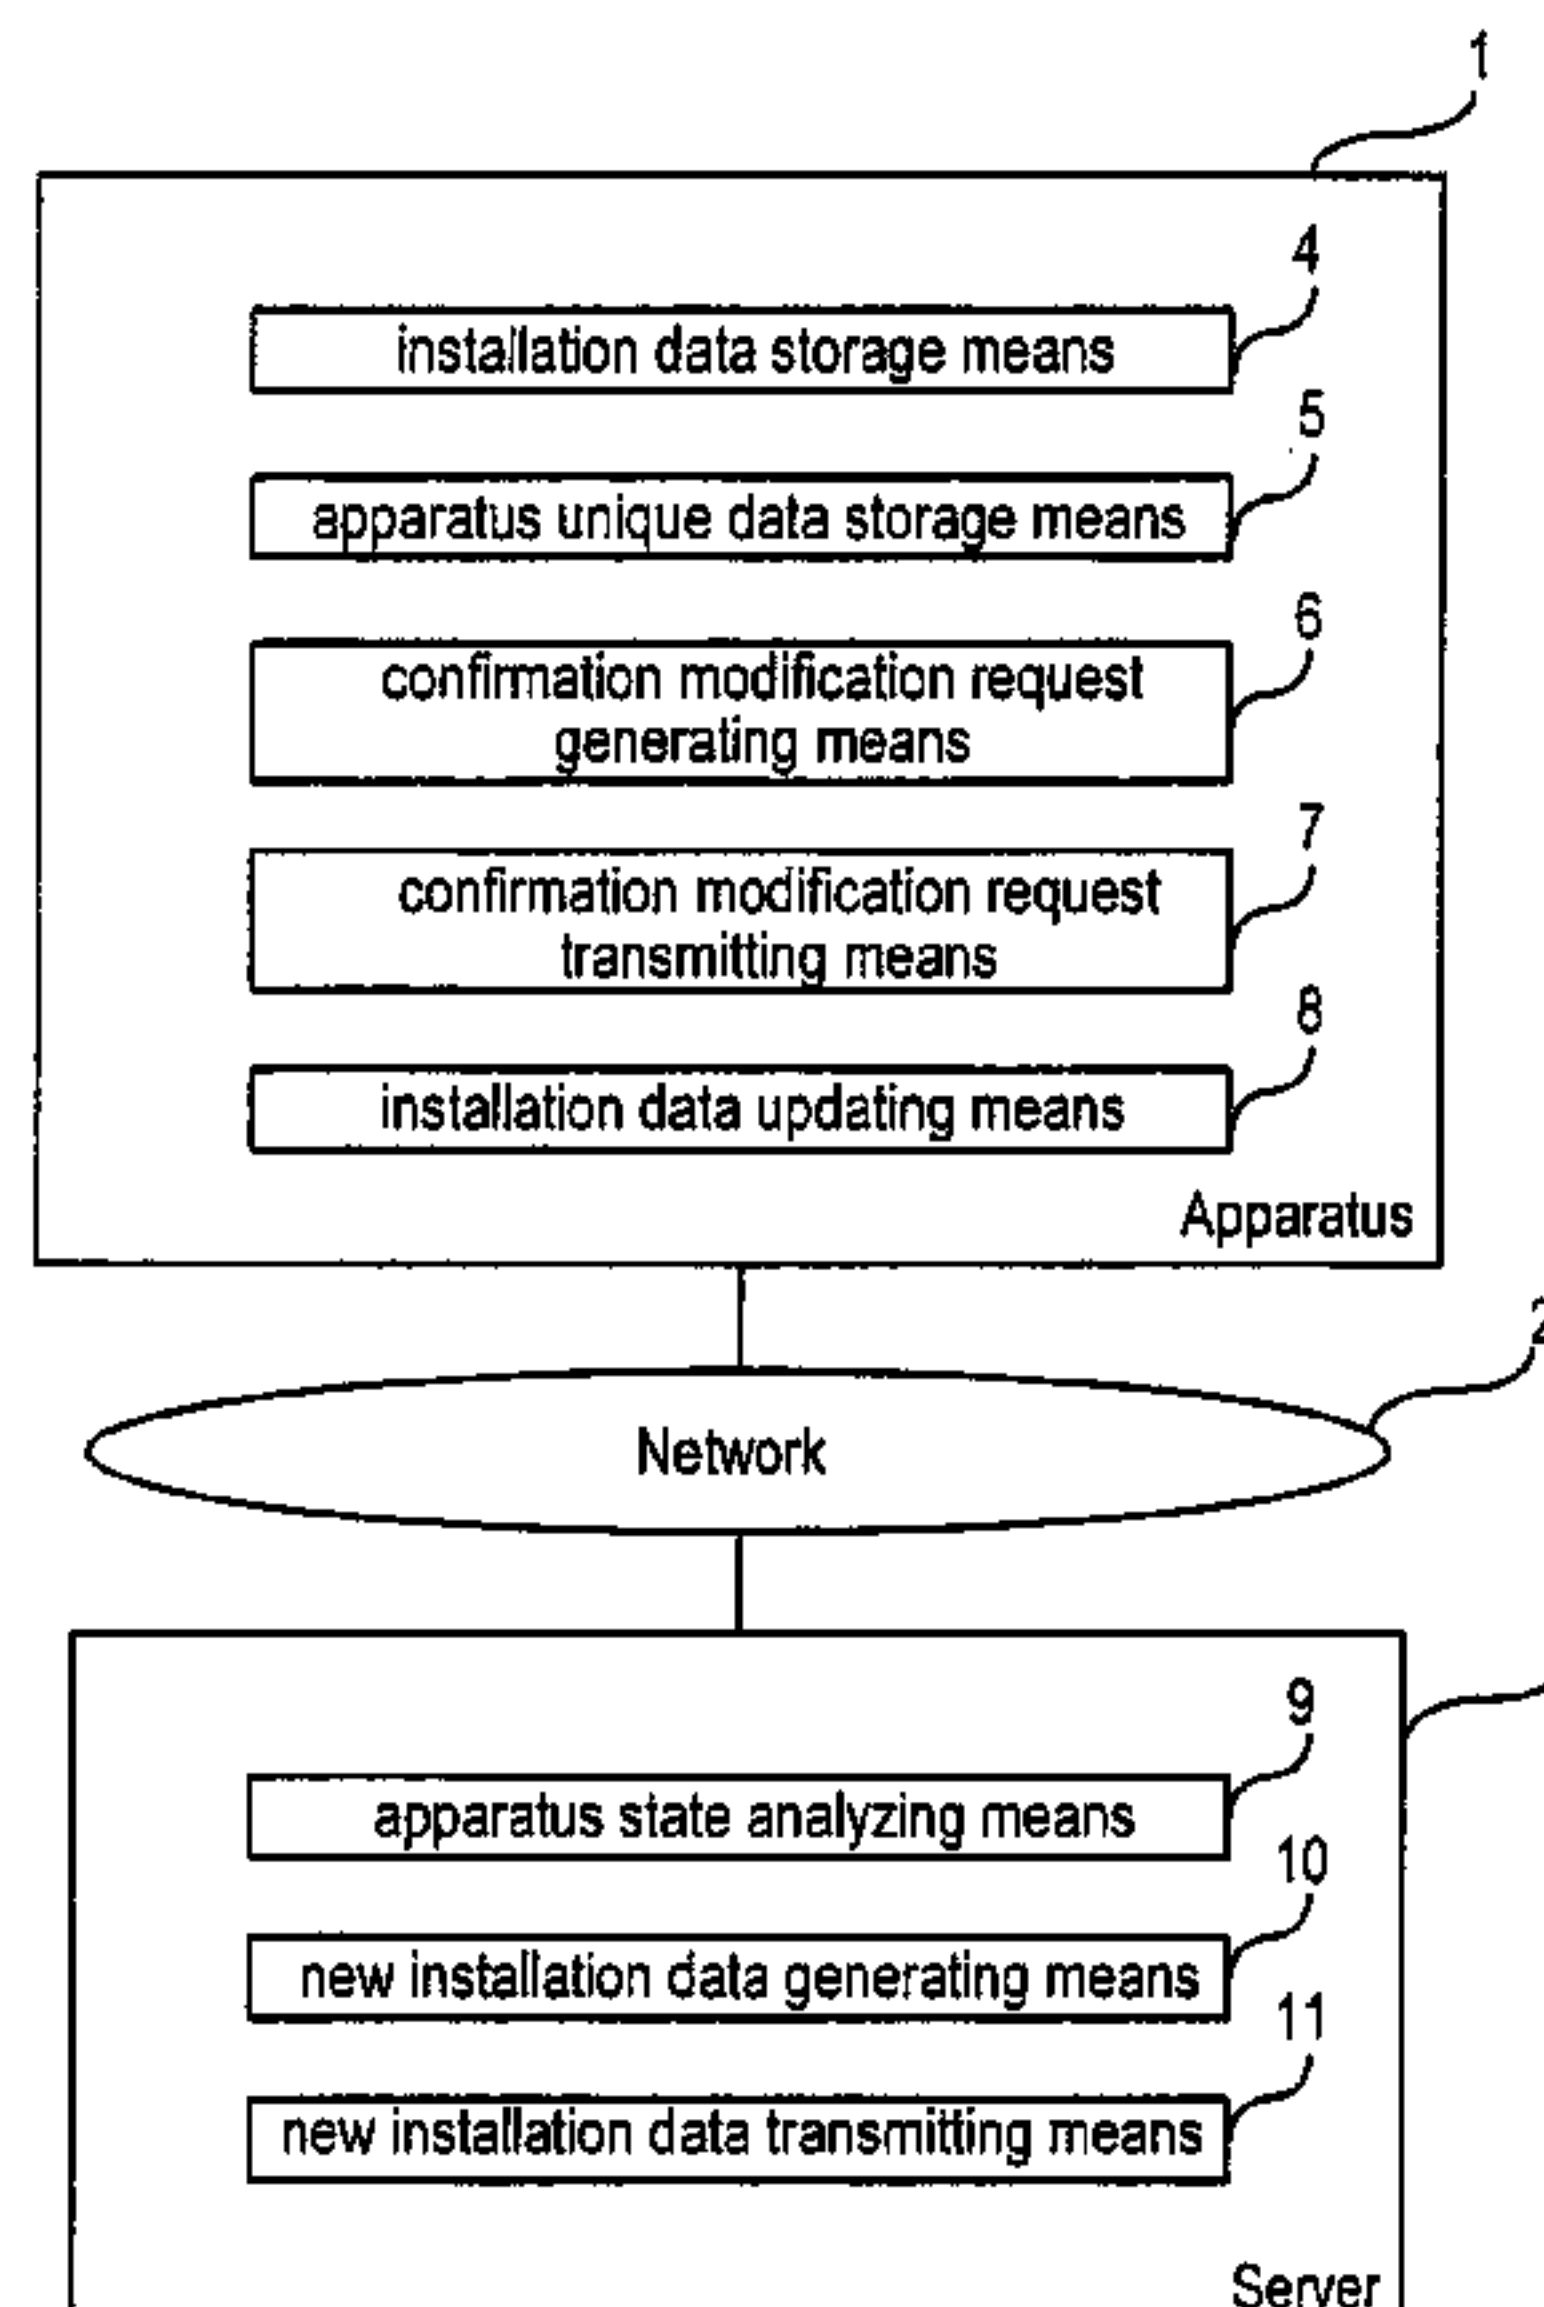 1
4
installation data storage means
5
apparatus unique data storage means
6
confirmation modification request
generating means
7
confirmation modification request
transmitting means
8
installation data updating means
Apparatus
2
Network
9
apparatus state analyzing means
10
new installation data generating means
11
new installation data transmitting means
Server